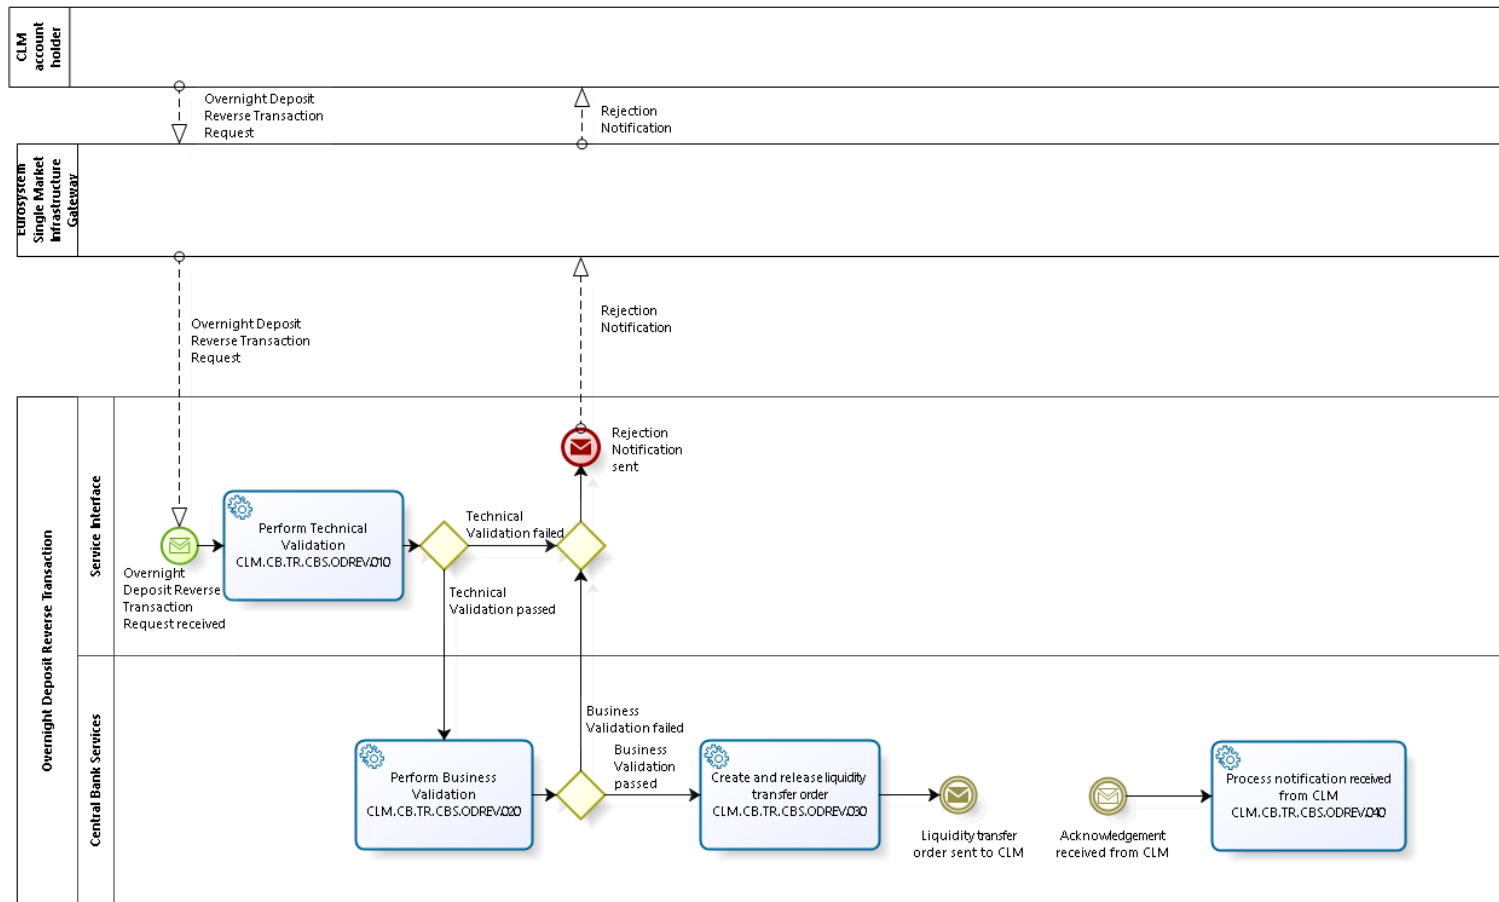 CLM
account
holder
Overnight Deposit
Reverse Transaction
Request
Rejection
Notification
Eurosystem
Single Market
Infrastructure
Gateway
Overnight Deposit
Reverse Transaction
Request
Rejection
Notification
Overnight Deposit Reverse Transaction
Service Interface
Rejection
Notification
sent
Perform Technical
Validation
CLM.CB.TR.CBS.ODREV.010
Technical
Validation failed
Overnight
Deposit Reverse
Transaction
Request received
Technical
Validation passed
Central Bank Services
Business
Validation failed
Business
Validation
passed
Perform Business
Validation
CLM.CB.TR.CBS.ODREV.020
Create and release liquidity
transfer order
CLM.CB.TR.CBS.ODREV.030
Liquidity transfer
order sent to CLM
Acknowledgement
received from CLM
Process notification received
from CLM
CLM.CB.TR.CBS.ODREV.040